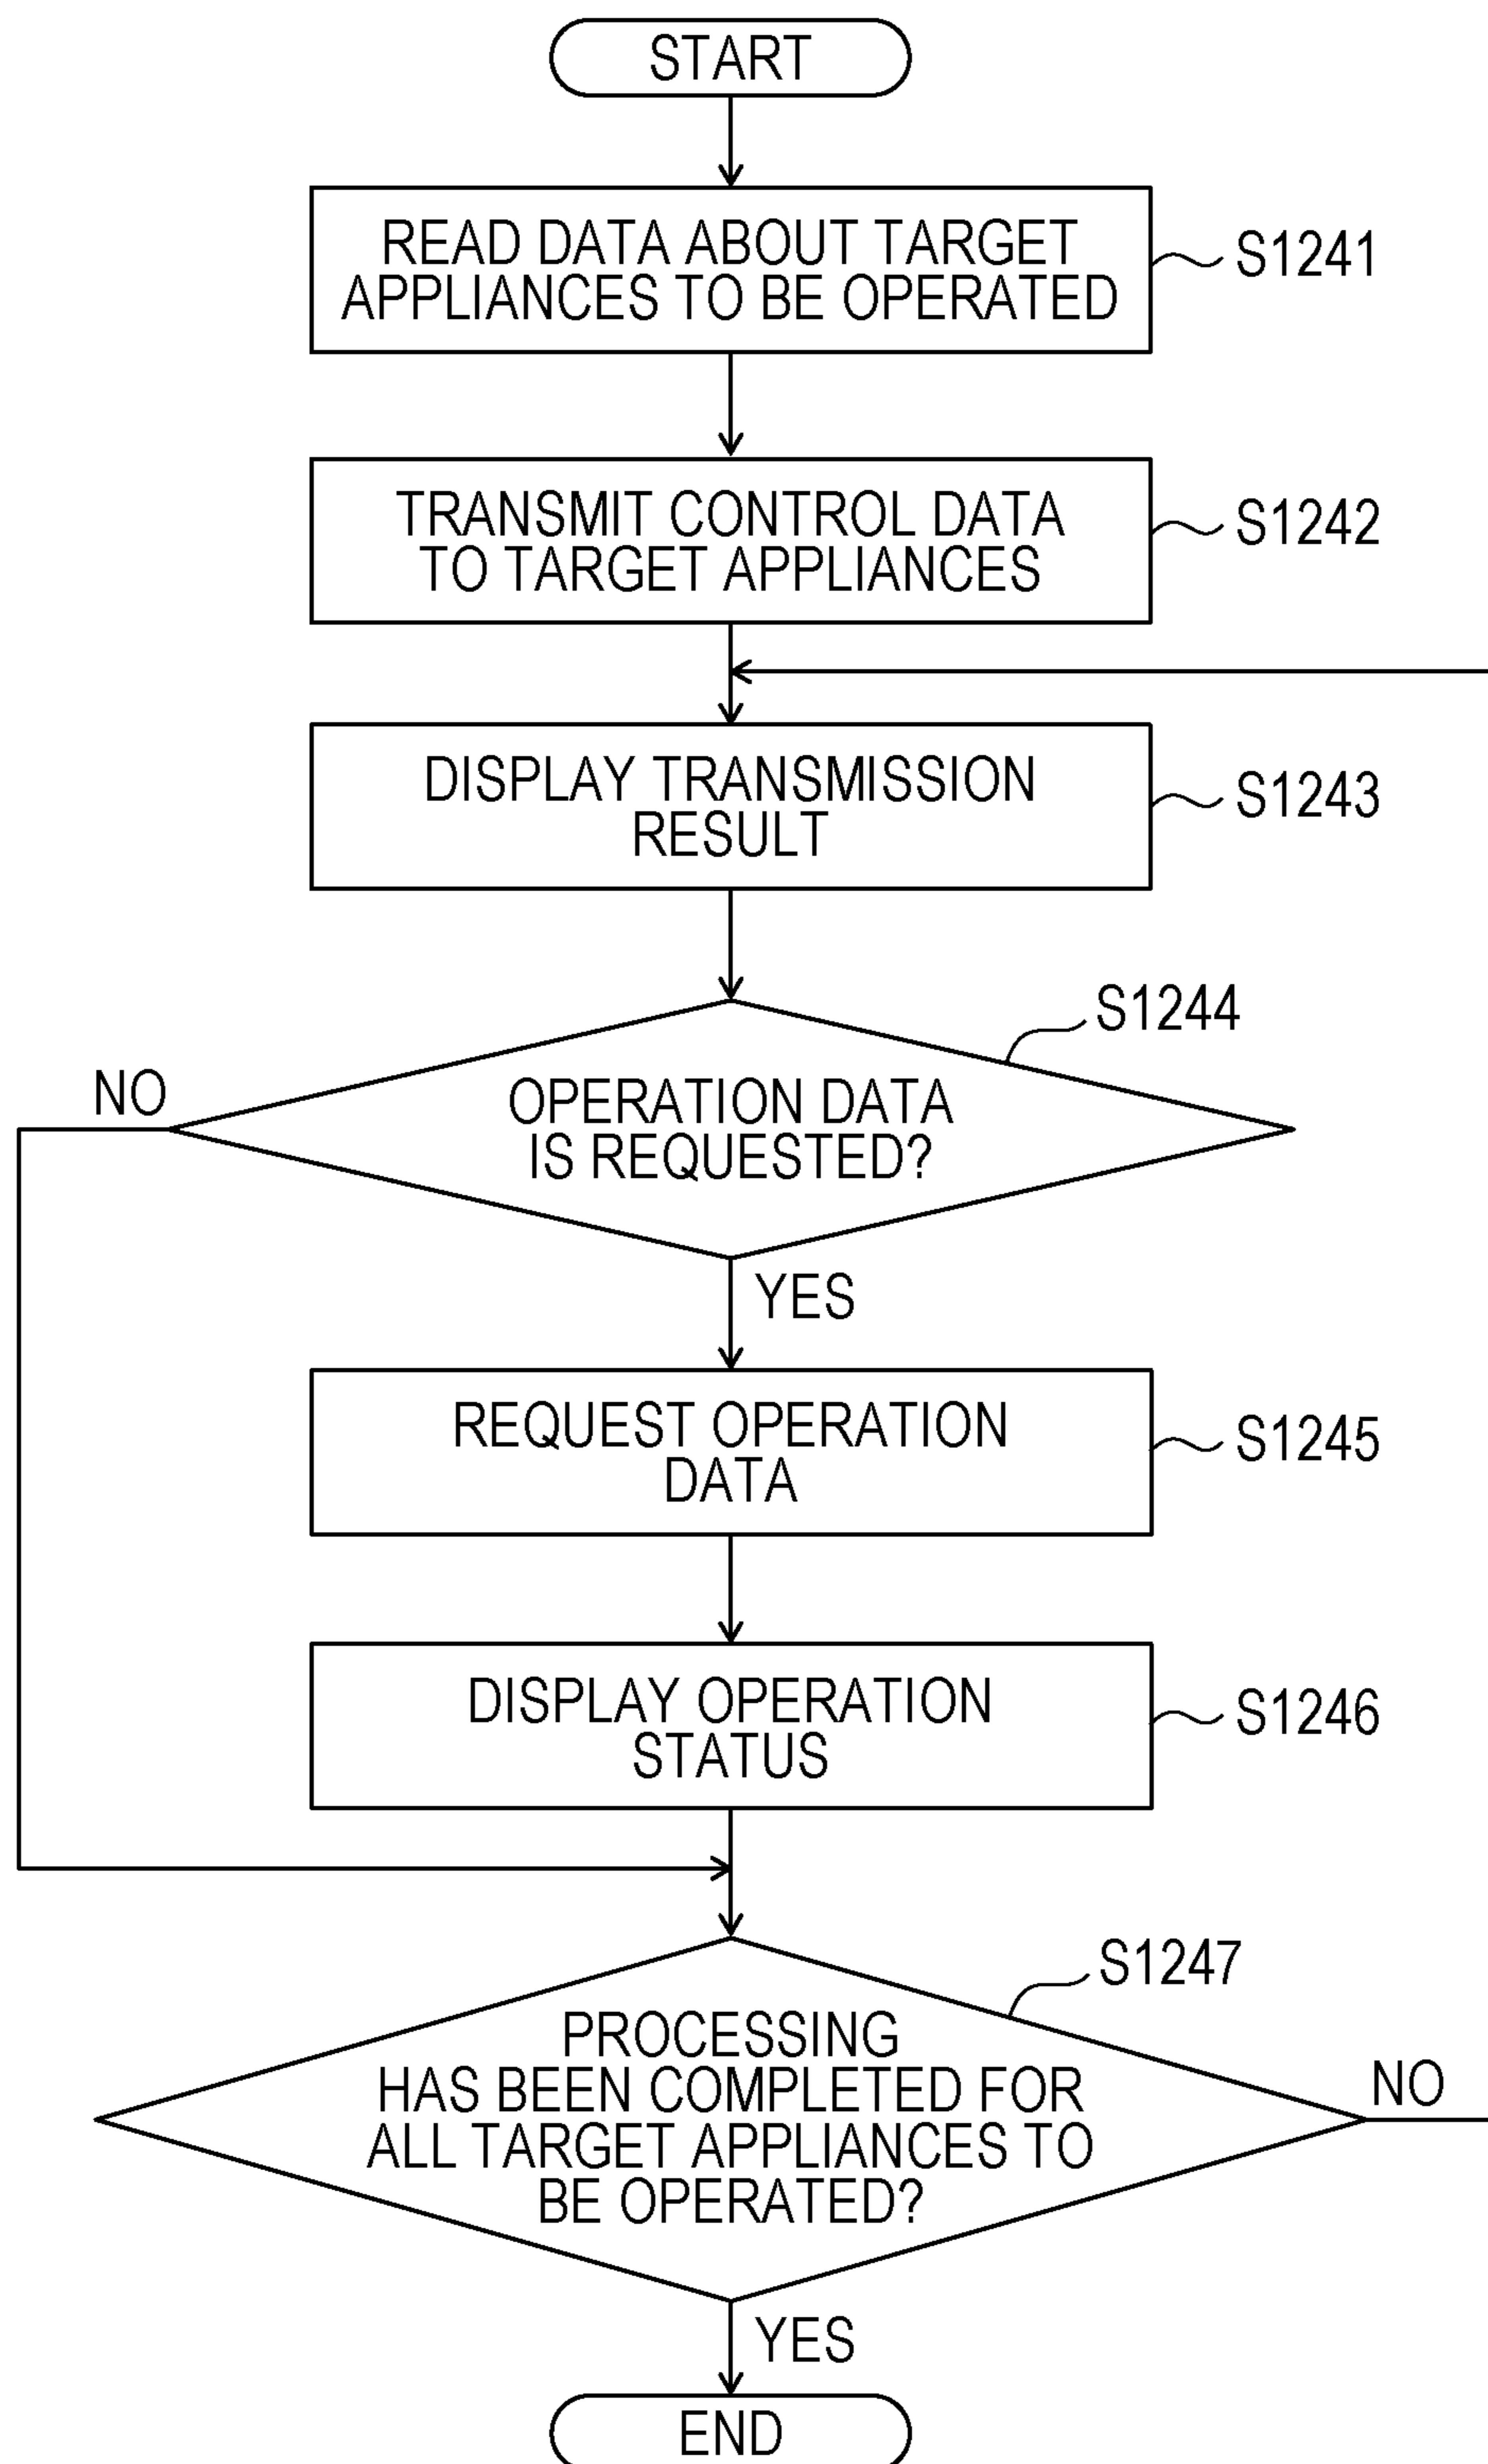 START
READ DATA ABOUT TARGET
APPLIANCES TO BE OPERATED
S1241
TRANSMIT CONTROL DATA
TO TARGET APPLIANCES
S1242
DISPLAY TRANSMISSION
RESULT
S1243
S1244
NO
OPERATION DATA
IS REQUESTED?
YES
REQUEST OPERATION
DATA
S1245
DISPLAY OPERATION
STATUS
S1246
S1247
PROCESSING
HAS BEEN COMPLETED FOR
ALL TARGET APPLIANCES TO
BE OPERATED?
NO
YES
END